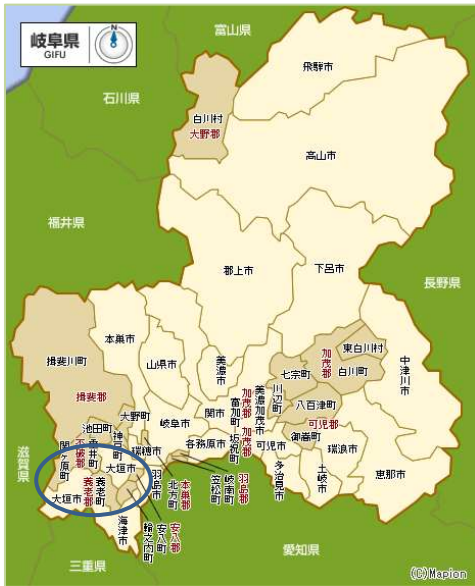 岐阜県
GIFU
富山県
石川県
飛騨市
白川村
大野郡
高山市
福井県
長野県
郡上市
下呂市
本巣市
山県市
美濃市
揖斐川町
揖斐郡
加茂郡
東白川村
白川町
七宗町
中津川市
大野町
岐阜市
関市
富加町
加茂郡
坂祝町
加茂郡
美濃加茂市
川辺町
八百津町
可児郡
御嵩町
池田町
神戸町
瑞穂市
各務原市
可児市
瑞浪市
恵那市
土岐市
多治見市
滋賀県
関ヶ原町
不破郡
垂井町
大垣市
大垣市
養老郡
養老町
羽島市
北方町
本巣郡
笠松町
岐南町
羽島郡
海津市
輪之内町
安八町
安八郡
愛知県
三重県
(C)Mapion